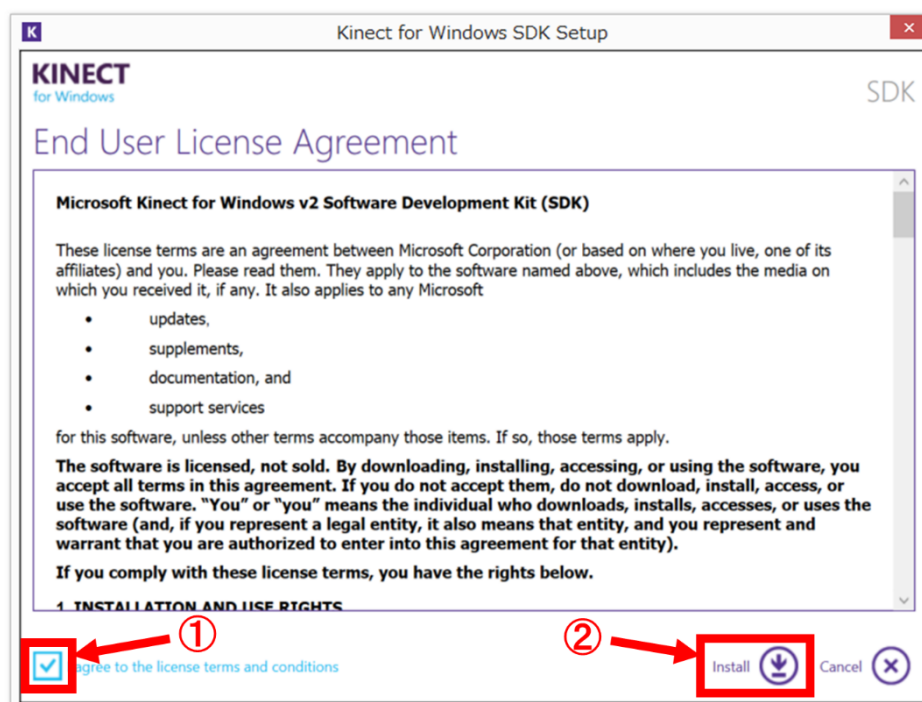 K
Kinect for Windows SDK Setup
×
KINECT
for Windows
SDK
End User License Agreement
Microsoft Kinect for Windows v2 Software Development Kit (SDK)
These license terms are an agreement between Microsoft Corporation (or based on where you live, one of its
affiliates) and you. Please read them. They apply to the software named above, which includes the media on
which you received it, if any. It also applies to any Microsoft
• updates,
• supplements,
• documentation, and
• support services
for this software, unless other terms accompany those items. If so, those terms apply.
The software is licensed, not sold. By downloading, installing, accessing, or using the software, you
accept all terms in this agreement. If you do not accept them, do not download, install, access, or
use the software. “You” or “you” means the individual who downloads, installs, accesses, or uses the
software (and, if you represent a legal entity, it also means that entity, and you represent and
warrant that you are authorized to enter into this agreement for that entity).
If you comply with these license terms, you have the rights below.
1. INSTALLATION AND USE RIGHTS
①
②
agree to the license terms and conditions
Install
Cancel